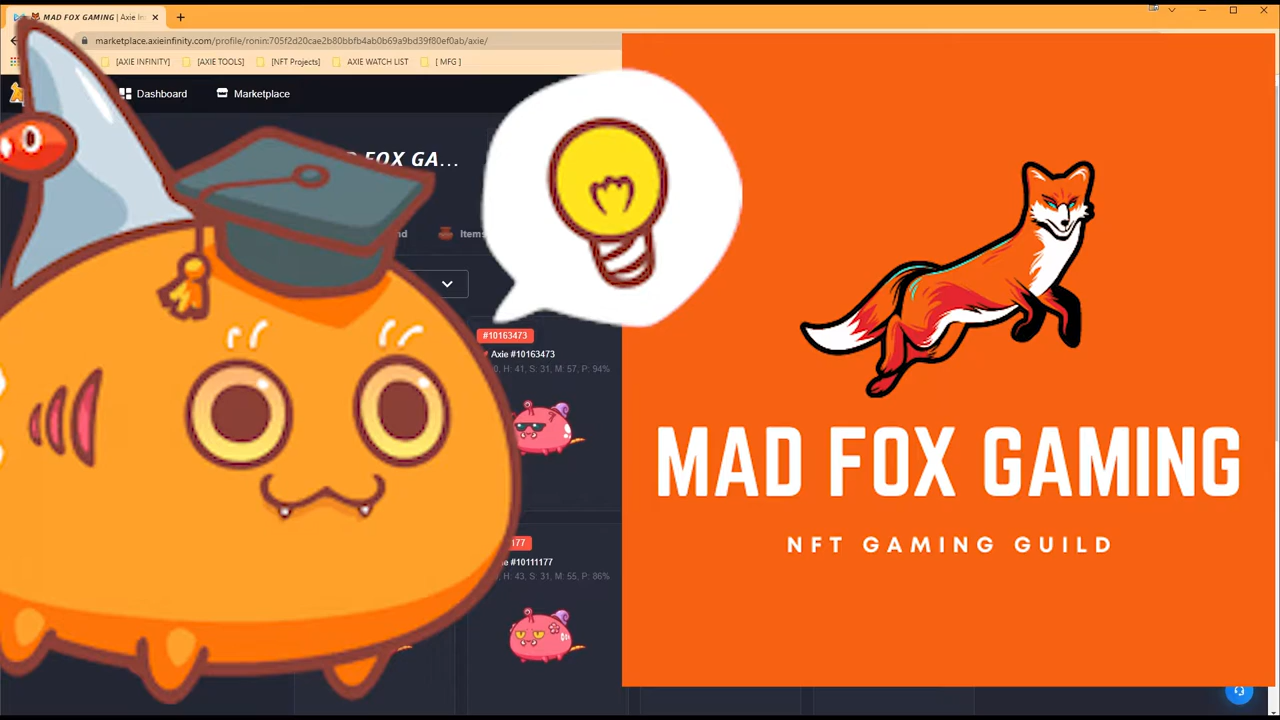 MAD FOX GAMING | Axie In
marketplace.axieinfinity.com/profile/ronin:705f2d20cae2b80bbfb4ab0b69a9bd39f80ef0ab/axie/
[AXIE INFINITY] [AXIE TOOLS] [NFT Projects] AXIE WATCH LIST [ MFG ]
Dashboard Marketplace
FOX GA...
Items
#10163473
Axie #10163473
H: 41, S: 31, M: 57, P: 94%
MAD FOX GAMING
NFT GAMING GUILD
177
#10111177
H: 43, S: 31, M: 55, P: 86%